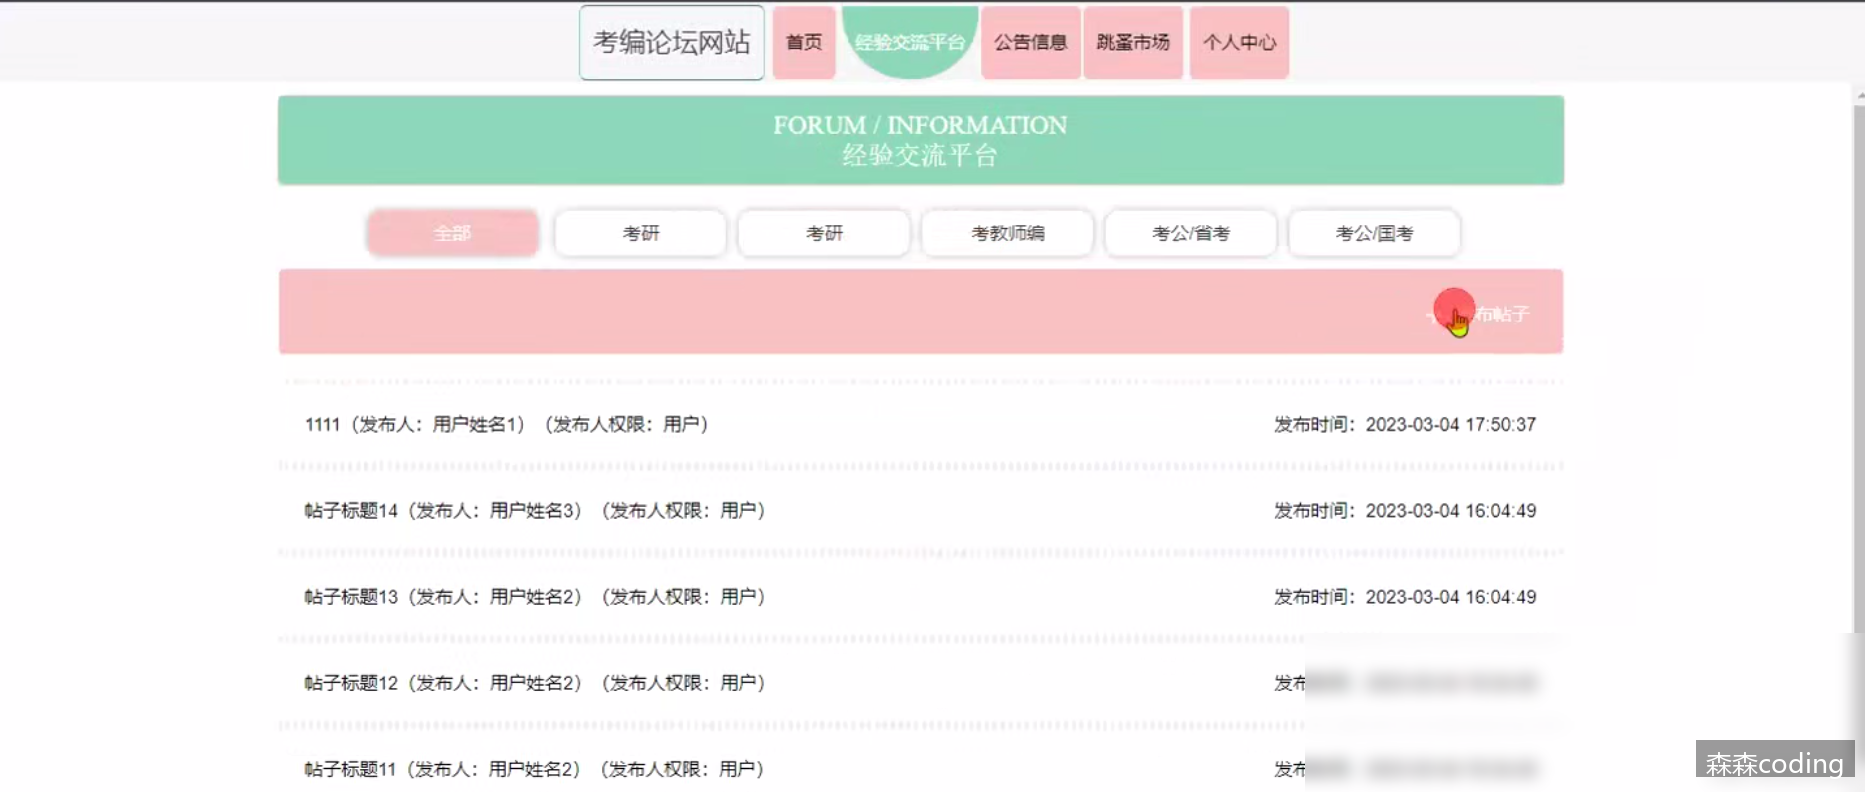 考编论坛网站
首页
经验交流平台
公告信息
跳蚤市场
个人中心
FORUM / INFORMATION
经验交流平台
全部
考研
考研
考教师编
考公/省考
考公/国考
布帖子
1111（发布人：用户姓名1）（发布人权限：用户） 发布时间：2023-03-04 17:50:37
帖子标题14（发布人：用户姓名3）（发布人权限：用户） 发布时间：2023-03-04 16:04:49
帖子标题13（发布人：用户姓名2）（发布人权限：用户） 发布时间：2023-03-04 16:04:49
帖子标题12（发布人：用户姓名2）（发布人权限：用户） 发布
帖子标题11（发布人：用户姓名2）（发布人权限：用户） 发布
森森coding